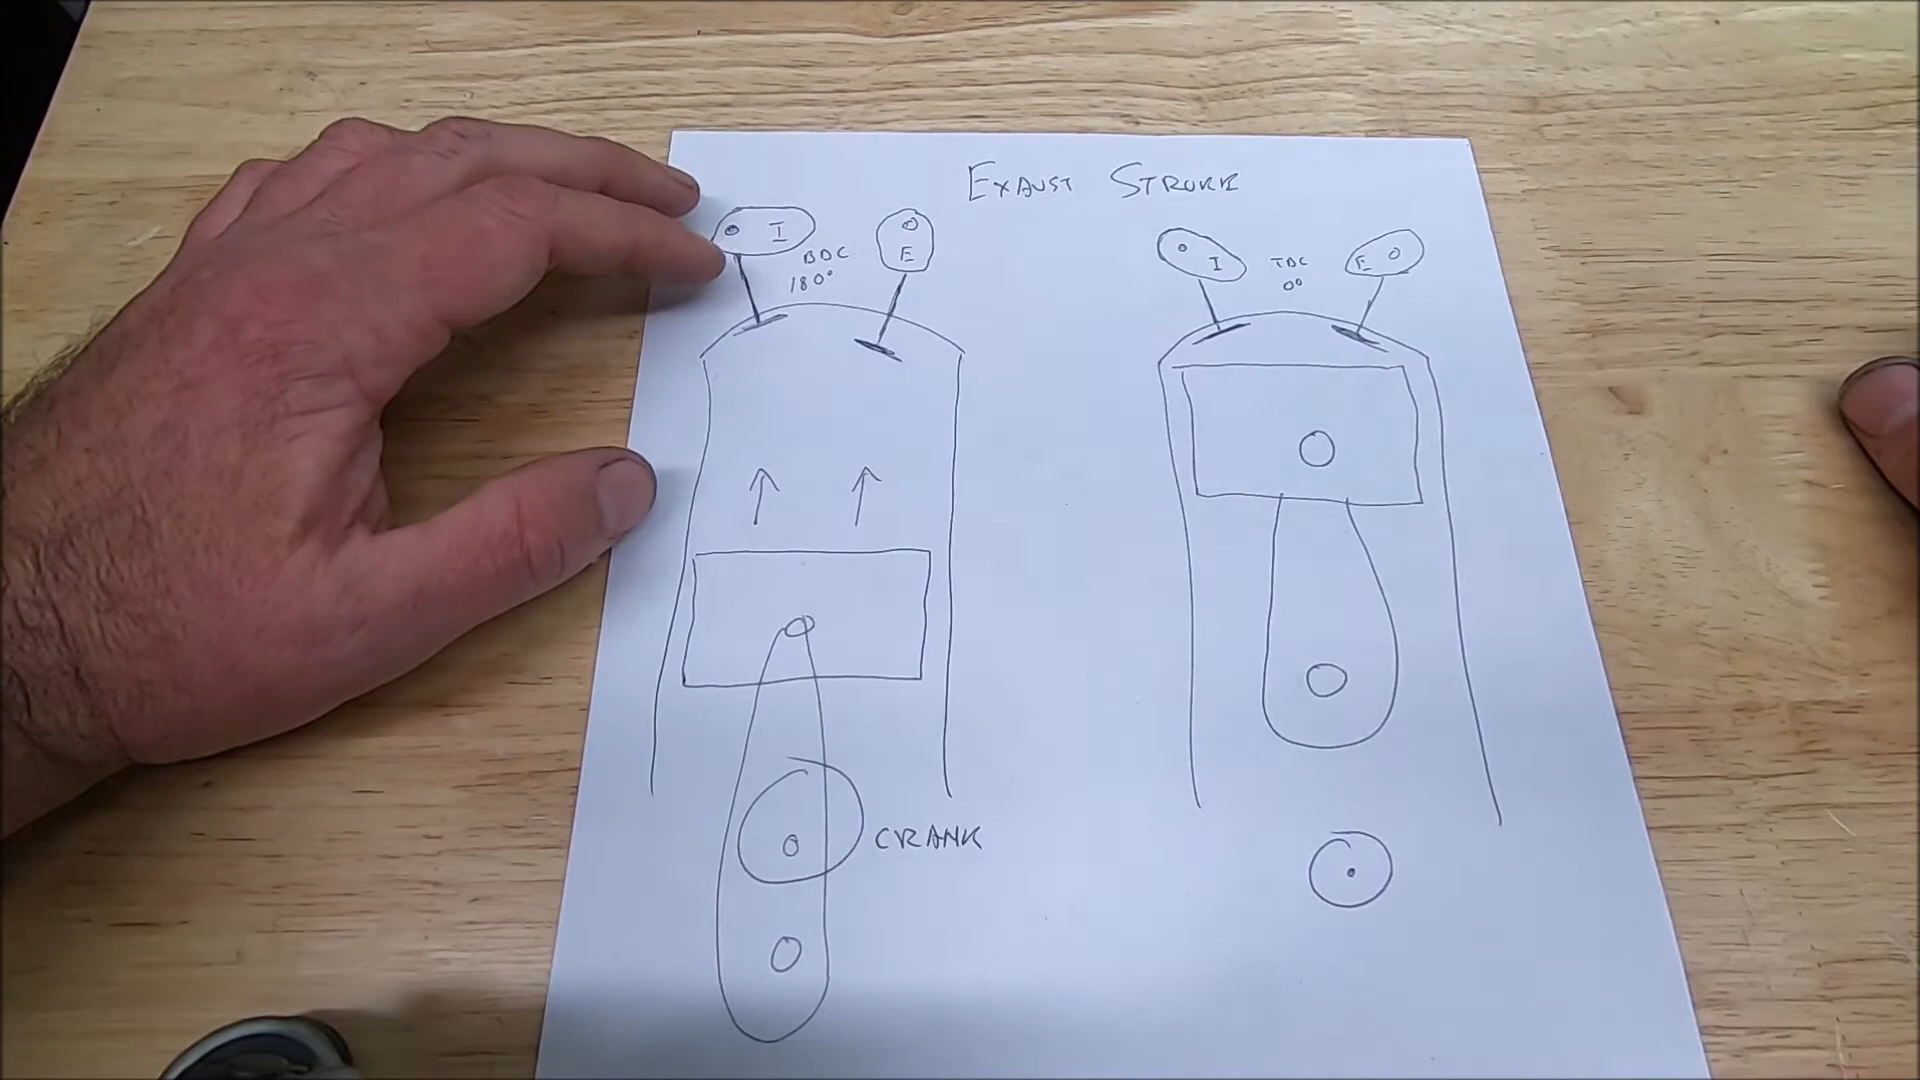 EXAUST STROKE
I
BDC
180°
E
I
TDC
0°
E
CRANK